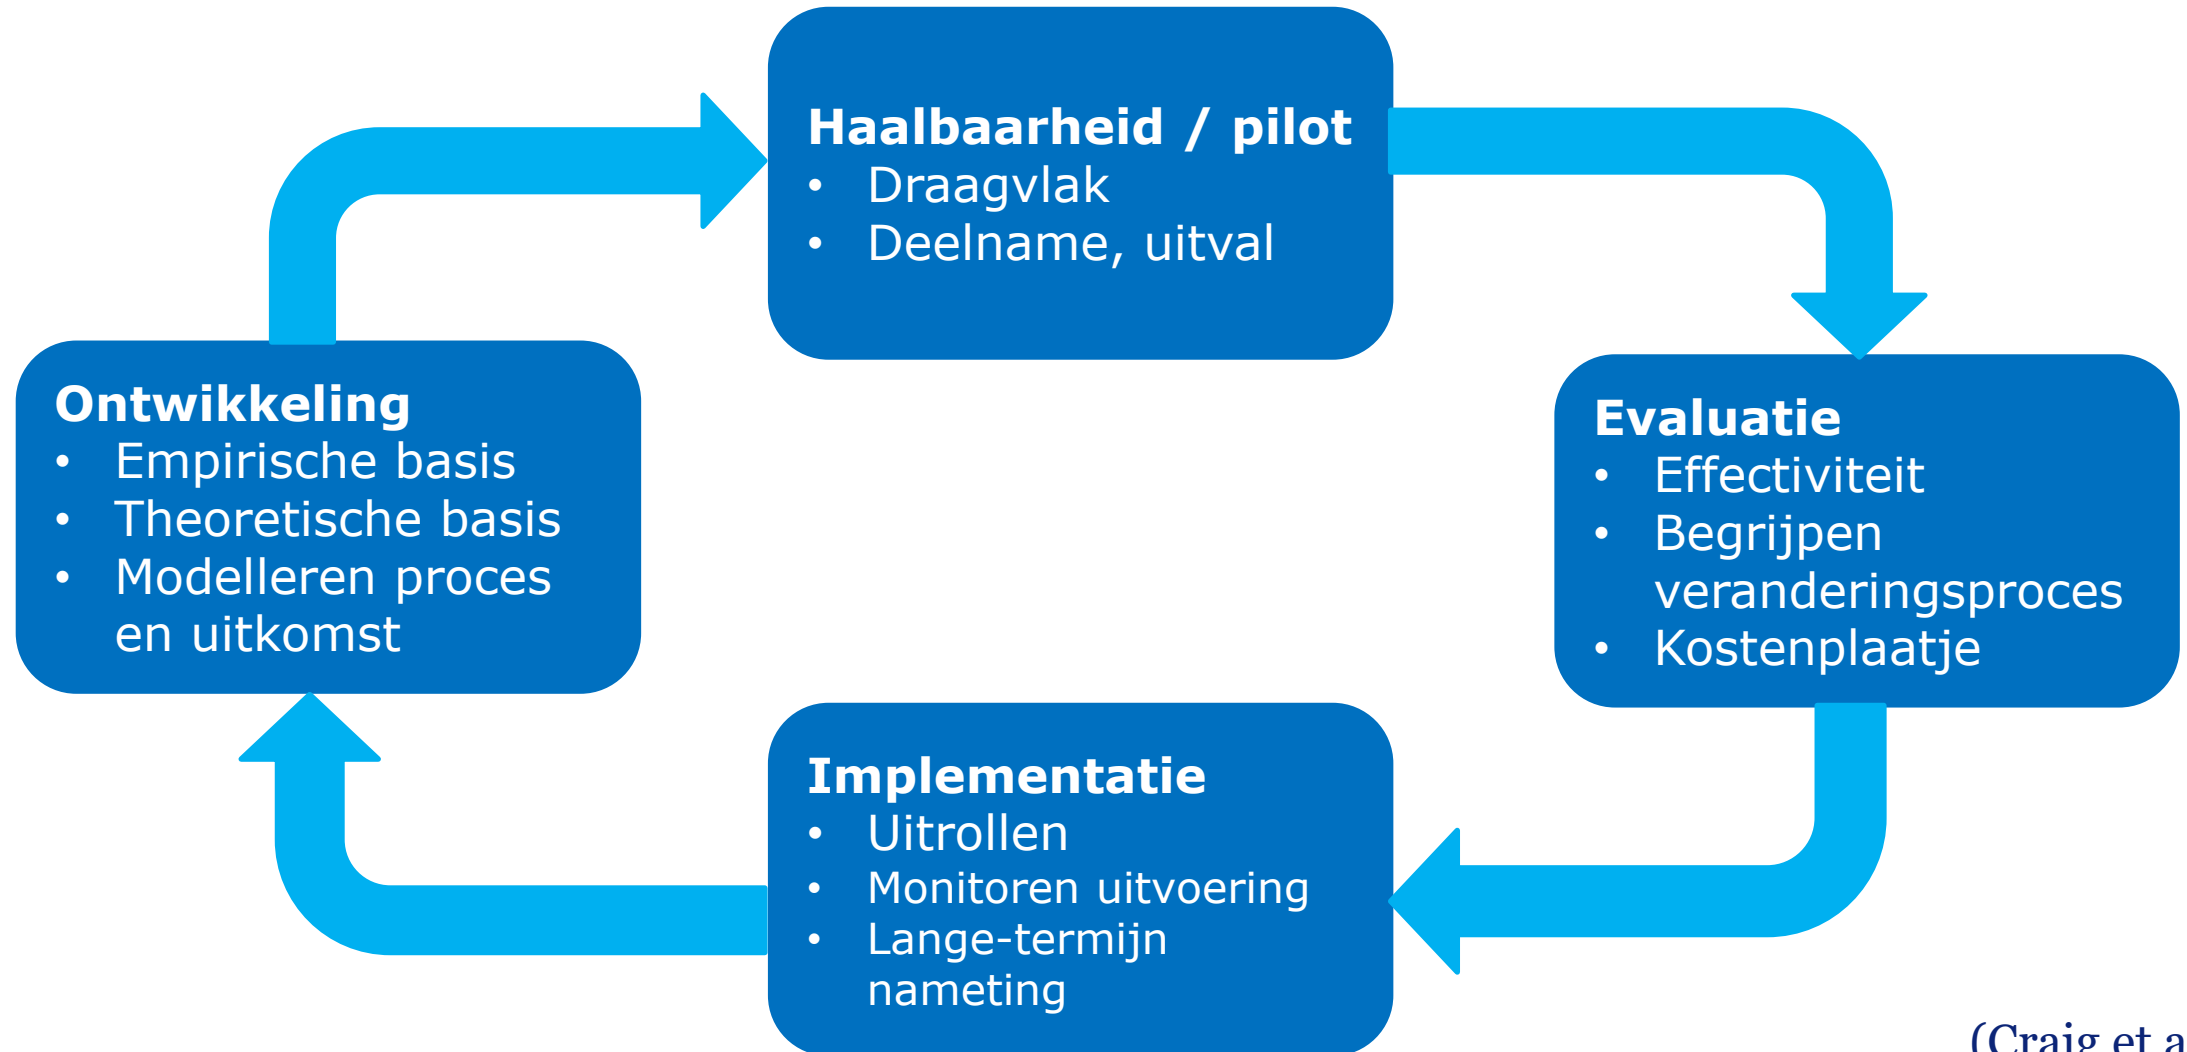 Haalbaarheid / pilot
• Draagvlak
• Deelname, uitval
Ontwikkeling
• Empirische basis
• Theoretische basis
• Modelleren proces
en uitkomst
Evaluatie
• Effectiviteit
• Begrijpen
veranderingsproces
• Kostenplaatje
Implementatie
• Uitrollen
• Monitoren uitvoering
• Lange-termijn
nameting
(Craig et a